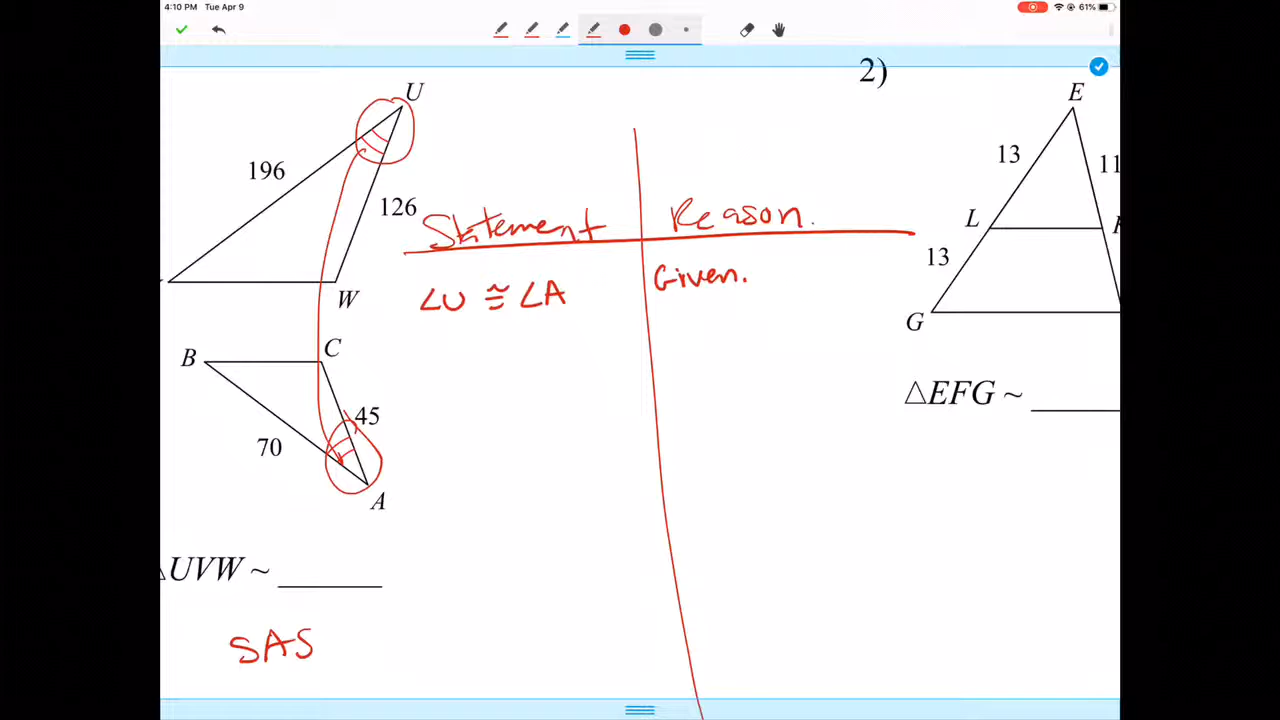 4:10 PM Tue Apr 9
61%
2)
U
196
126
W
Statement
Reason.
∠U ≅ ∠A
Given.
B
C
45
70
A
UVW ~
SAS
E
13
11
L
13
G
△EFG ~